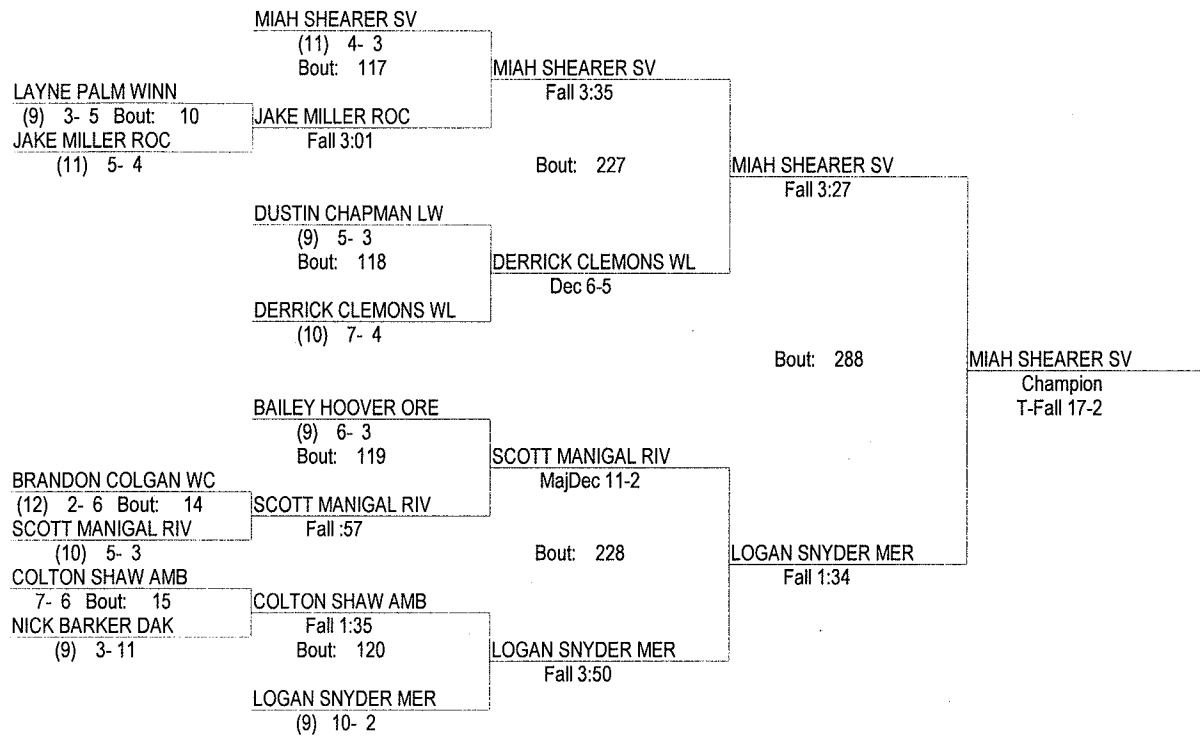 MIAH SHEARER SV
(11) 4- 3
Bout: 117
MIAH SHEARER SV
Fall 3:35
LAYNE PALM WINN
(9) 3- 5 Bout: 10
JAKE MILLER ROC
(11) 5- 4
JAKE MILLER ROC
Fall 3:01
Bout: 227
MIAH SHEARER SV
Fall 3:27
DUSTIN CHAPMAN LW
(9) 5- 3
Bout: 118
DERRICK CLEMONS WL
Dec 6-5
DERRICK CLEMONS WL
(10) 7- 4
Bout: 288
MIAH SHEARER SV
Champion
T-Fall 17-2
BAILEY HOOVER ORE
(9) 6- 3
Bout: 119
SCOTT MANIGAL RIV
MajDec 11-2
BRANDON COLGAN WC
(12) 2- 6 Bout: 14
SCOTT MANIGAL RIV
(10) 5- 3
SCOTT MANIGAL RIV
Fall :57
Bout: 228
LOGAN SNYDER MER
Fall 1:34
COLTON SHAW AMB
7- 6 Bout: 15
NICK BARKER DAK
(9) 3- 11
COLTON SHAW AMB
Fall 1:35
Bout: 120
LOGAN SNYDER MER
Fall 3:50
LOGAN SNYDER MER
(9) 10- 2